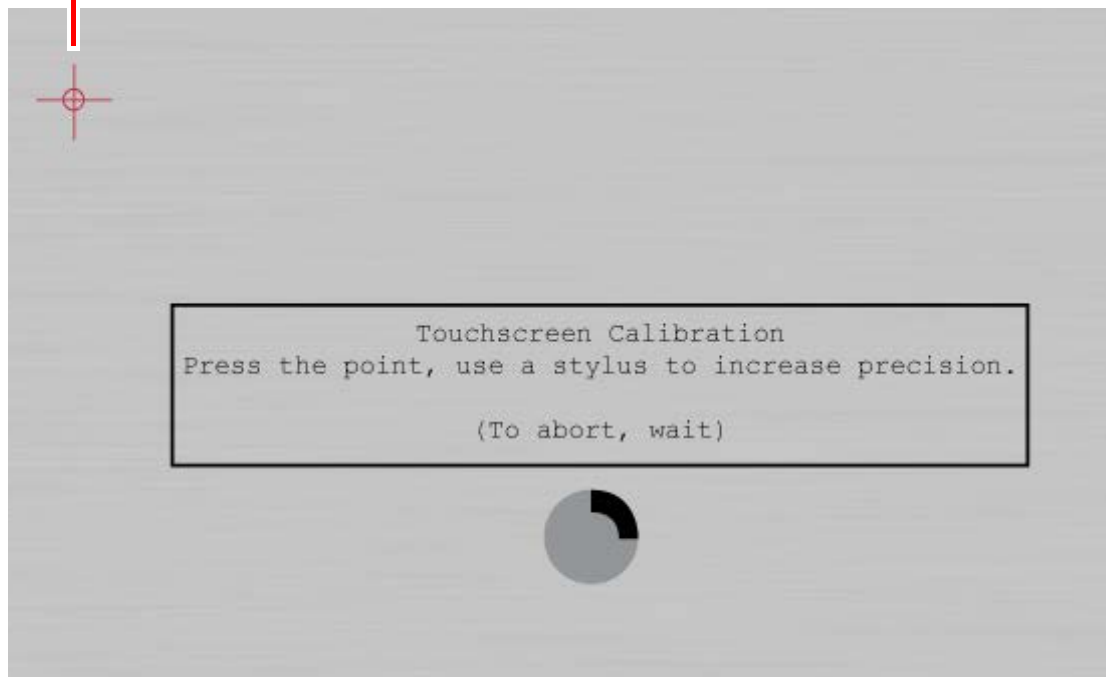 Touchscreen Calibration
Press the point, use a stylus to increase precision.
(To abort, wait)